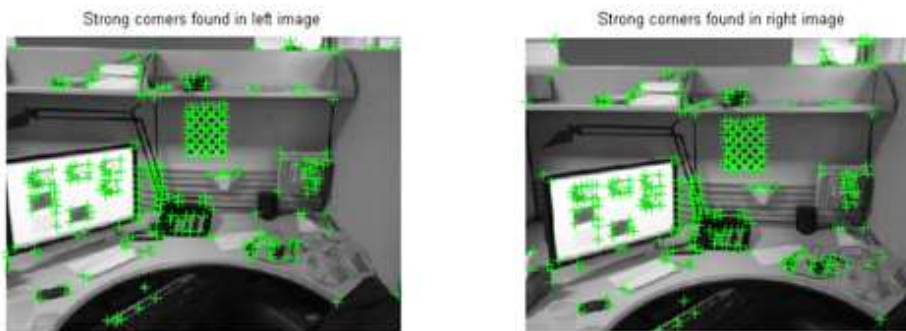 Strong corners found in left image
Strong corners found in right image